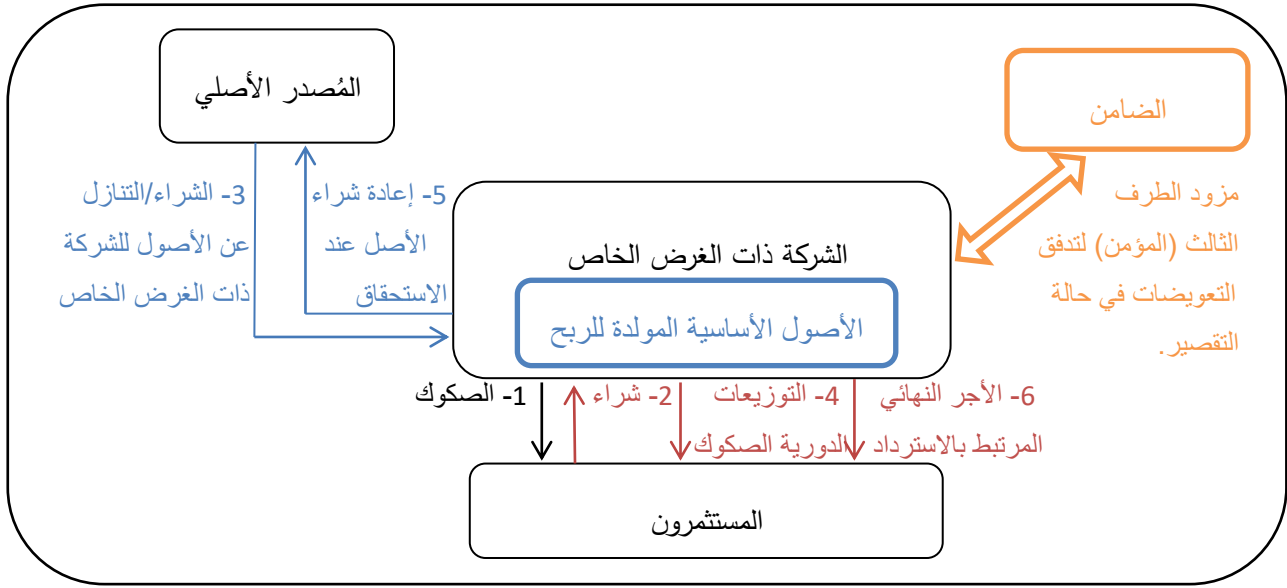 المُصدر الأصلي
الضامن
مزود الطرف
الثالث (المؤمن) لتدفق
التعويضات في حالة
التقصير.
3- الشراء/التنازل
عن الأصول للشركة
ذات الغرض الخاص
5- إعادة شراء
الأصل عند
الاستحقاق
الشركة ذات الغرض الخاص
الأصول الأساسية المولدة للربح
1- الصكوك
2- شراء
4- التوزيعات
الدورية الصكوك
6- الأجر النهائي
المرتبط بالاسترداد
المستثمرون